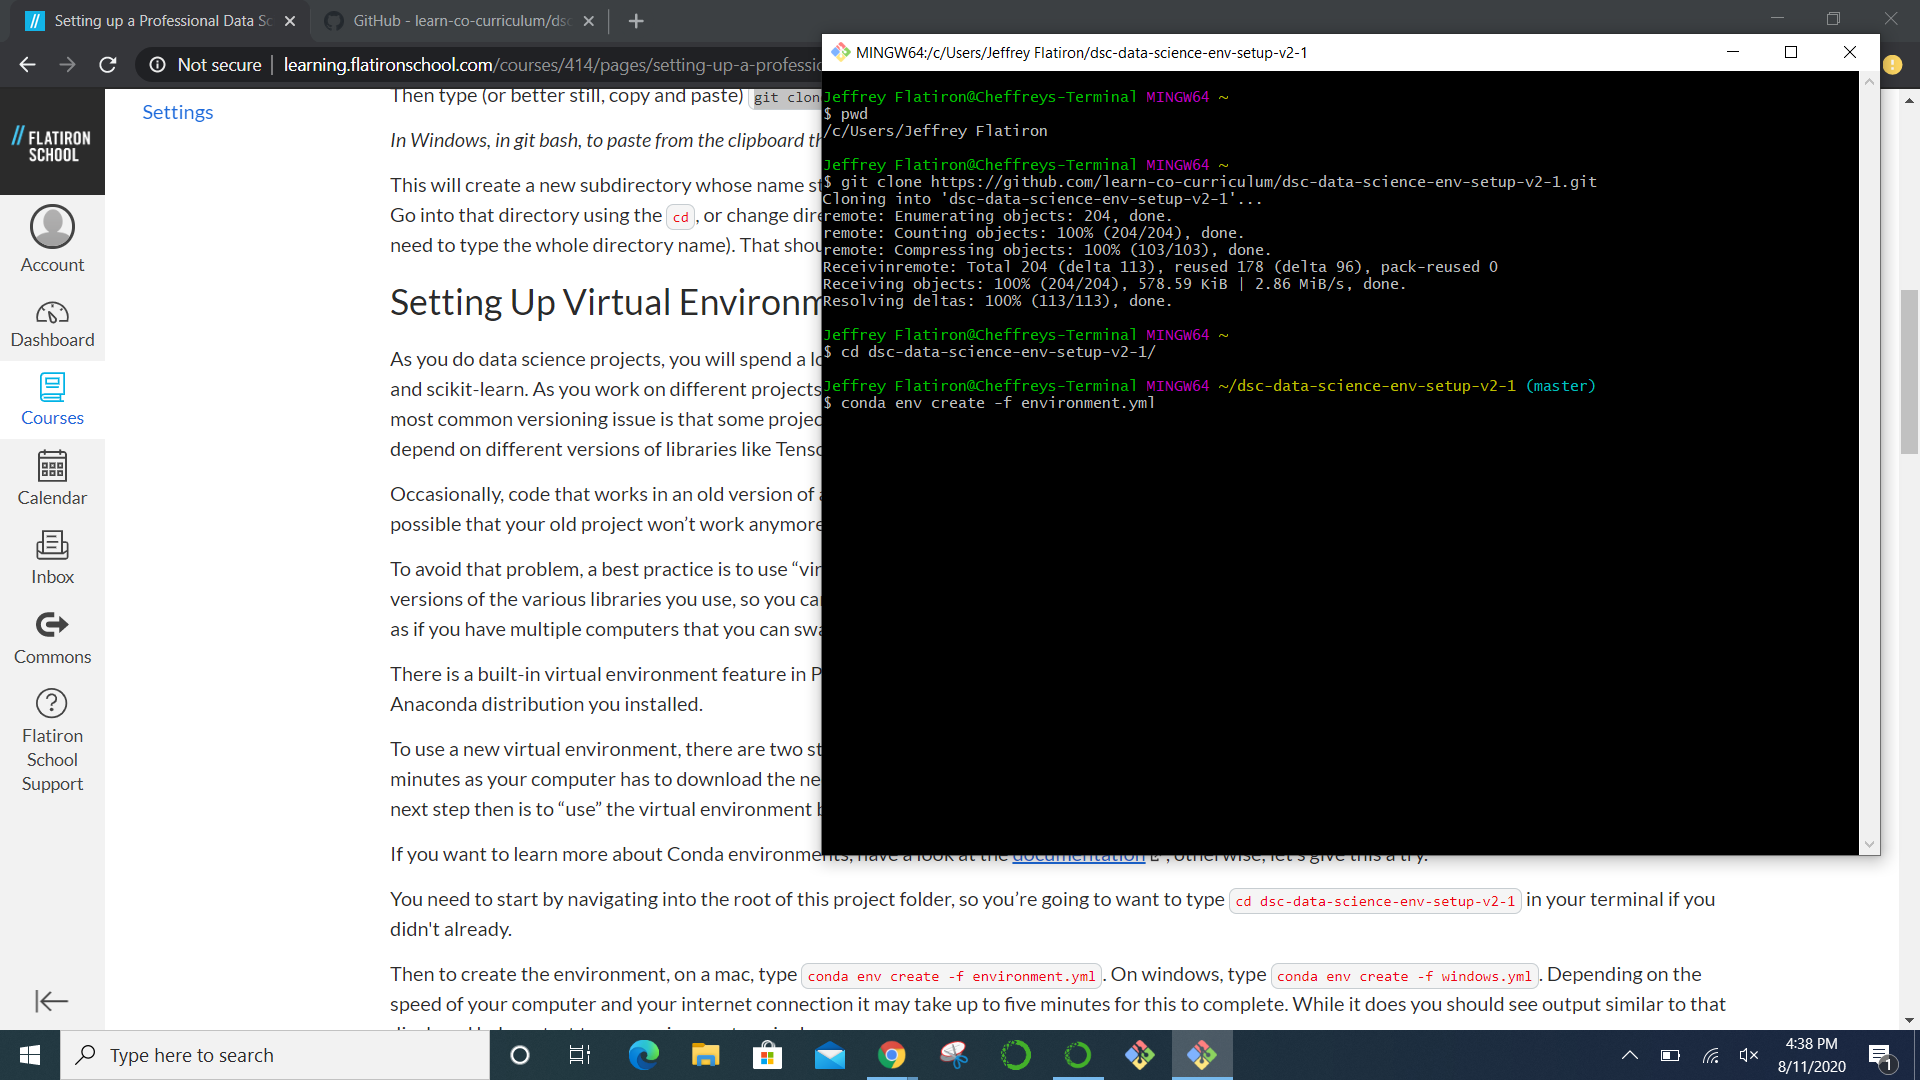 Setting up a Professional Data Sc
GitHub - learn-co-curriculum/dsc
Not secure
learning.flatironschool.com/courses/414/pages/setting-up-a-professio
FLATIRON
SCHOOL
Account
Dashboard
Courses
Calendar
Inbox
Commons
Flatiron
School
Support
Settings
Then type (or better still, copy and paste) git clon
In Windows, in git bash, to paste from the clipboard th
This will create a new subdirectory whose name st
Go into that directory using the cd, or change dire
need to type the whole directory name). That shou
Setting Up Virtual Environm
As you do data science projects, you will spend a lo
and scikit-learn. As you work on different projects
most common versioning issue is that some projec
depend on different versions of libraries like Tenso
Occasionally, code that works in an old version of a
possible that your old project won’t work anymore
To avoid that problem, a best practice is to use “vir
versions of the various libraries you use, so you can
as if you have multiple computers that you can swa
There is a built-in virtual environment feature in P
Anaconda distribution you installed.
To use a new virtual environment, there are two st
minutes as your computer has to download the ne
next step then is to “use” the virtual environment b
If you want to learn more about Conda environments, have a look at the documentation, otherwise, let's give this a try.
You need to start by navigating into the root of this project folder, so you’re going to want to type cd dsc-data-science-env-setup-v2-1 in your terminal if you
didn't already.
Then to create the environment, on a mac, type conda env create -f environment.yml. On windows, type conda env create -f windows.yml. Depending on the
speed of your computer and your internet connection it may take up to five minutes for this to complete. While it does you should see output similar to that
MINGW64:/c/Users/Jeffrey Flatiron/dsc-data-science-env-setup-v2-1
Jeffrey Flatiron@Cheffreys-Terminal MINGW64 ~
$ pwd
/c/Users/Jeffrey Flatiron
Jeffrey Flatiron@Cheffreys-Terminal MINGW64 ~
$ git clone https://github.com/learn-co-curriculum/dsc-data-science-env-setup-v2-1.git
Cloning into 'dsc-data-science-env-setup-v2-1'...
remote: Enumerating objects: 204, done.
remote: Counting objects: 100% (204/204), done.
remote: Compressing objects: 100% (103/103), done.
Receivinremote: Total 204 (delta 113), reused 178 (delta 96), pack-reused 0
Receiving objects: 100% (204/204), 578.59 KiB | 2.86 MiB/s, done.
Resolving deltas: 100% (113/113), done.
Jeffrey Flatiron@Cheffreys-Terminal MINGW64 ~
$ cd dsc-data-science-env-setup-v2-1/
Jeffrey Flatiron@Cheffreys-Terminal MINGW64 ~/dsc-data-science-env-setup-v2-1 (master)
$ conda env create -f environment.yml
Type here to search
4:38 PM
8/11/2020
1